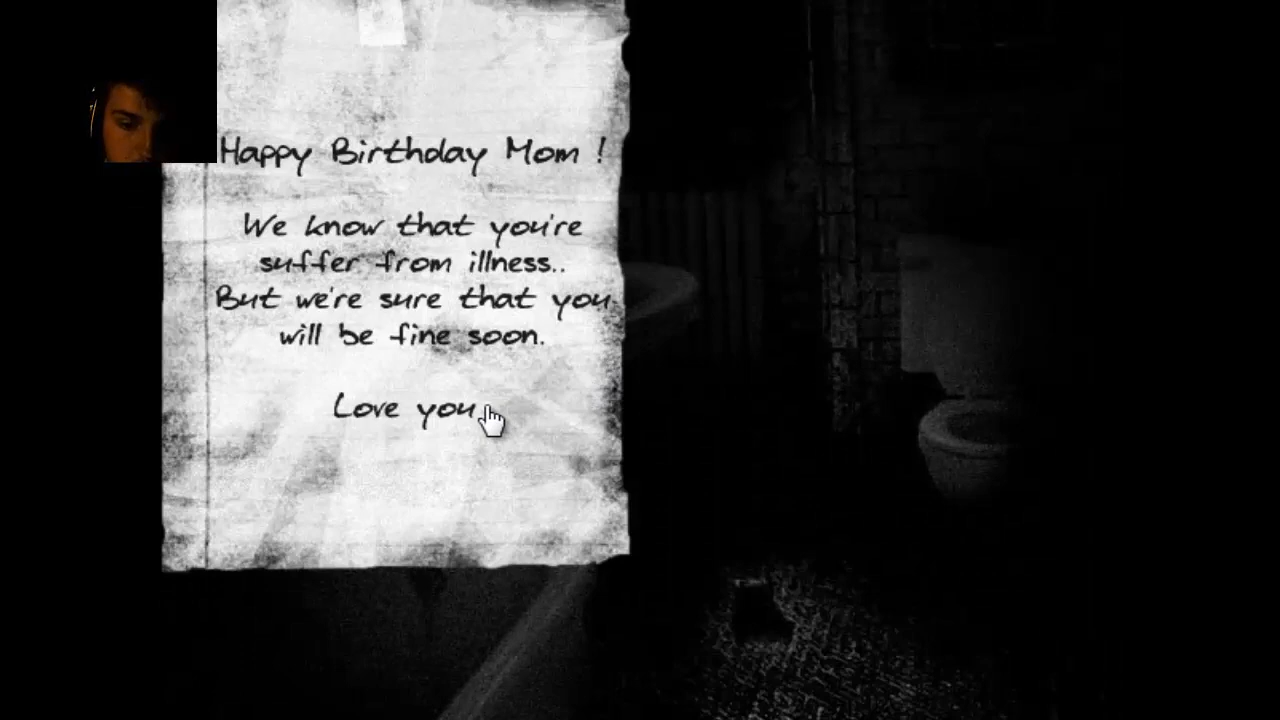 Happy Birthday Mom !
We know that you're
suffer from illness..
But we're sure that you
will be fine soon.
Love you